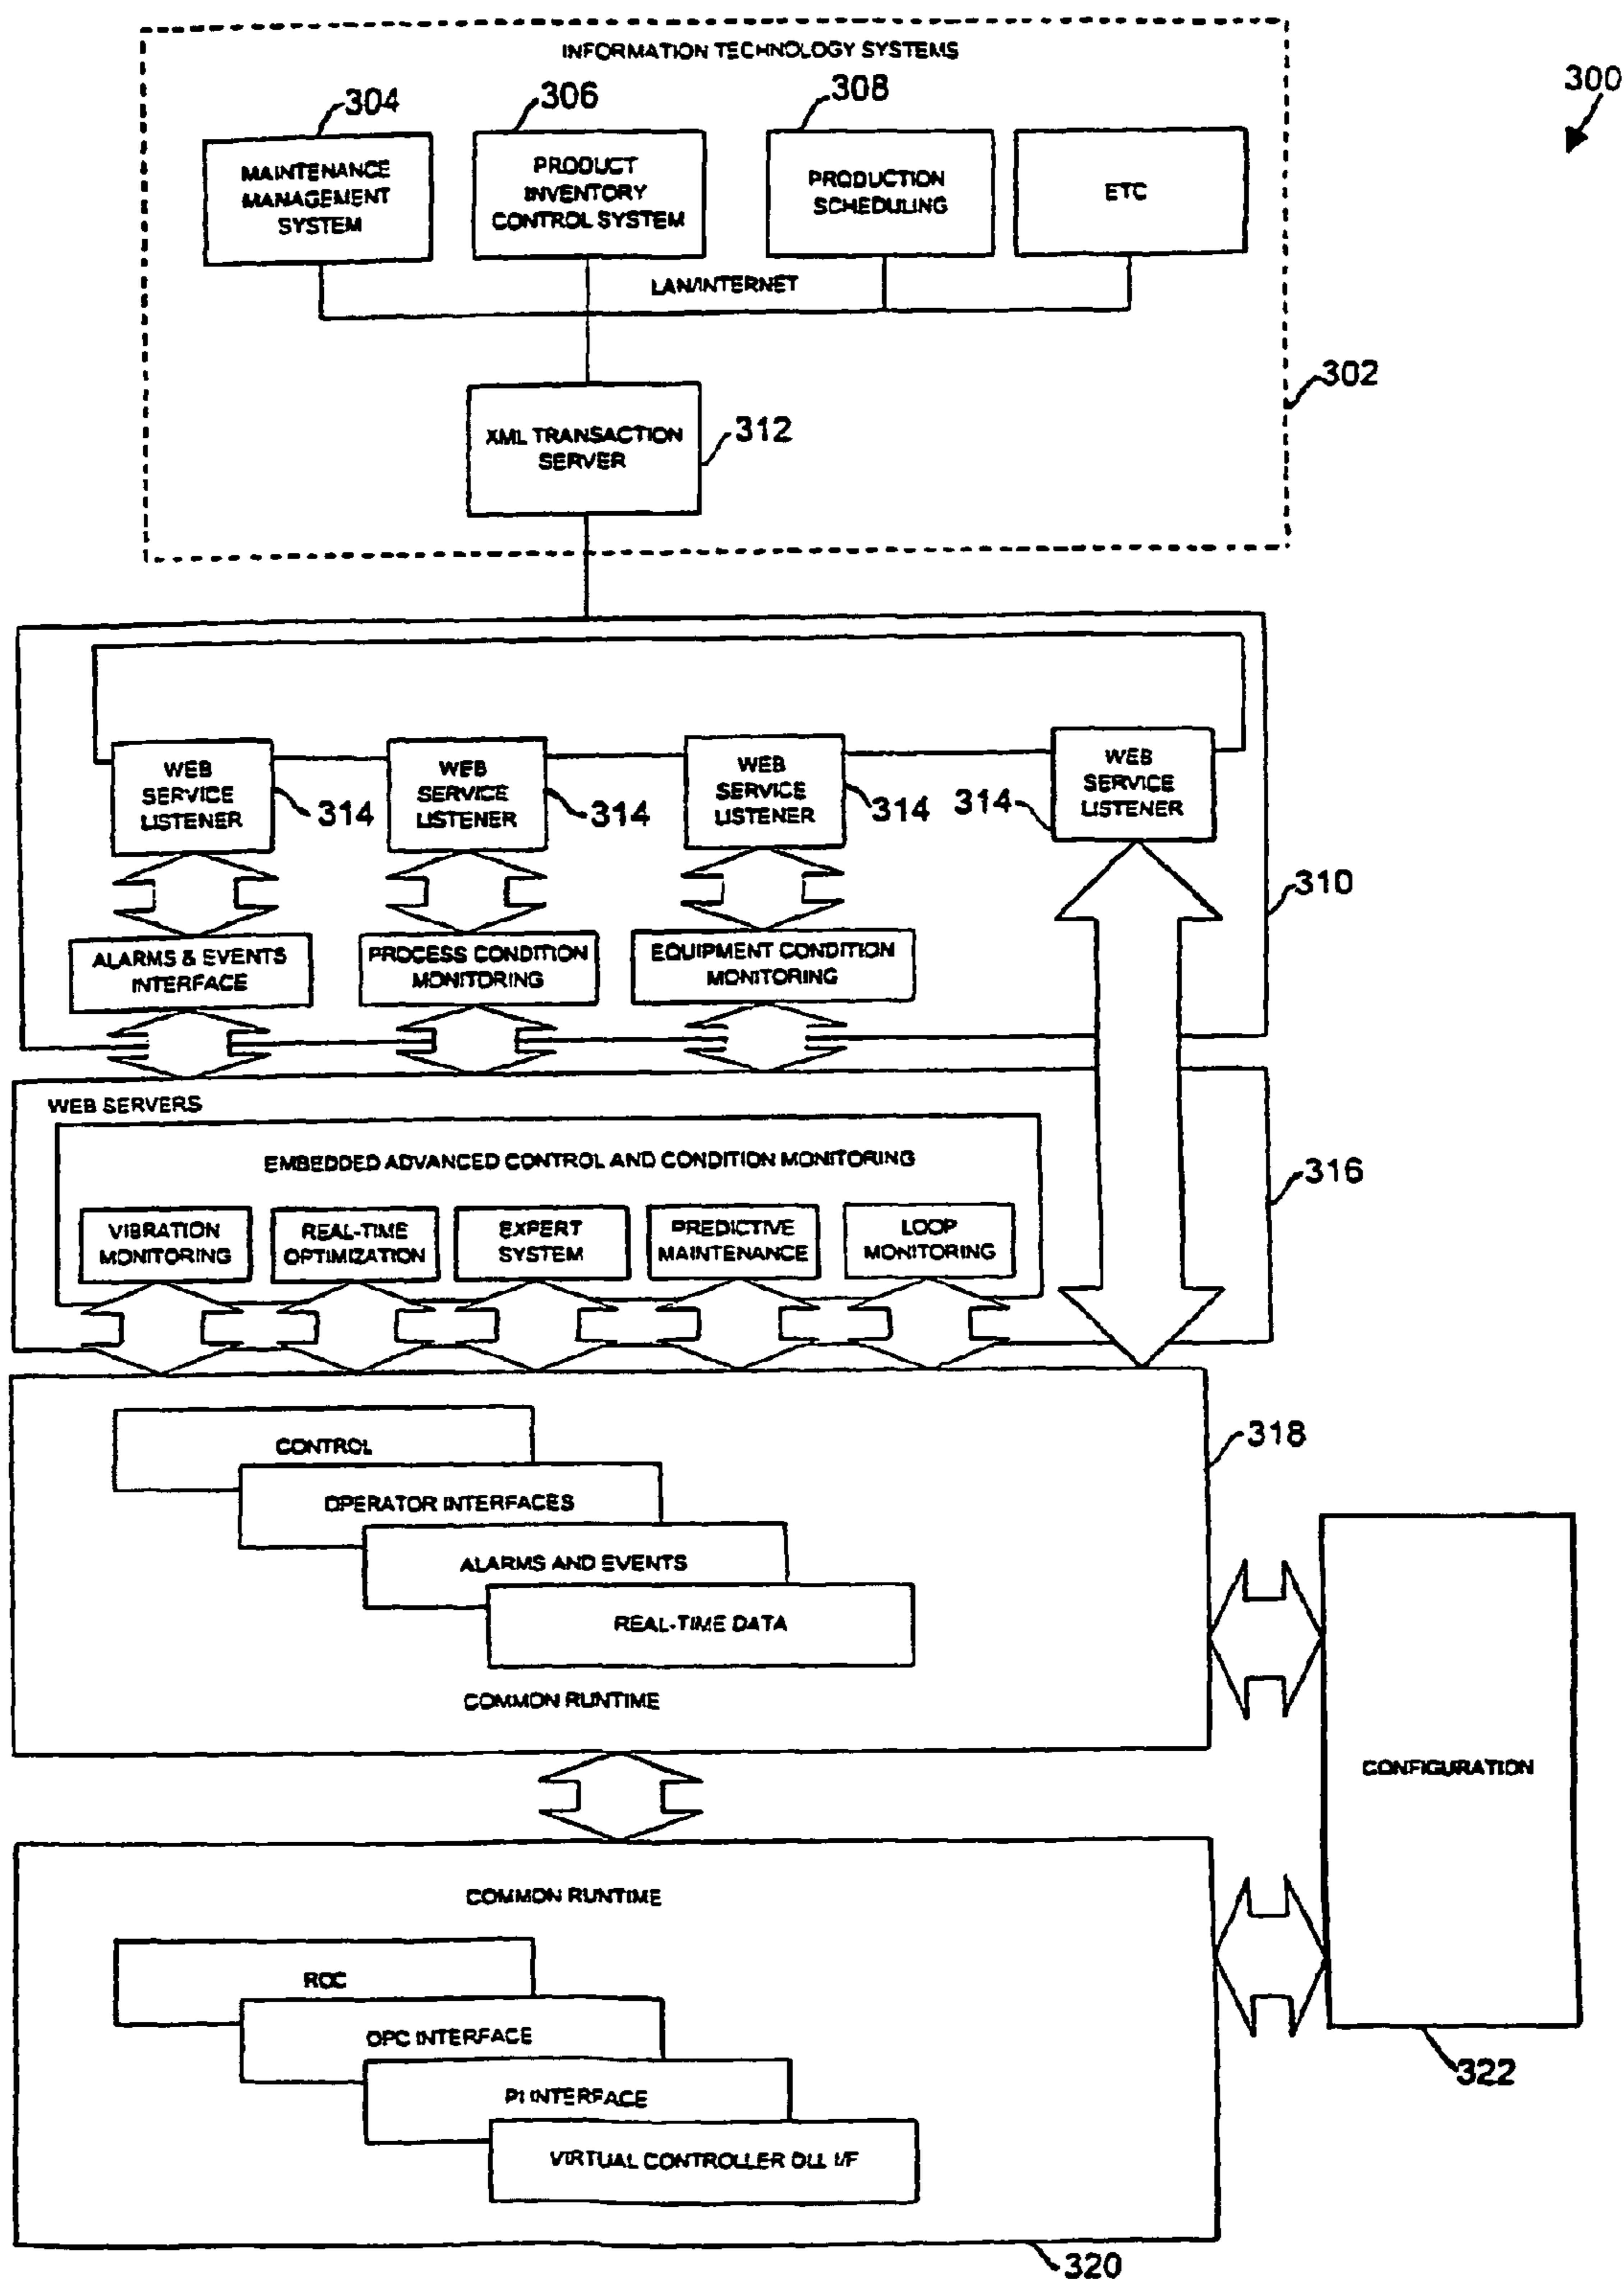 INFORMATION TECHNOLOGY SYSTEMS
300
304
306
308
MAINTENANCE
MANAGEMENT
SYSTEM
PRODUCT
INVENTORY
CONTROL SYSTEM
PRODUCTION
SCHEDULING
ETC
LAN/INTERNET
302
XML TRANSACTION
SERVER
312
WEB
SERVICE
LISTENER
314
WEB
SERVICE
LISTENER
314
WEB
SERVICE
LISTENER
314
314
WEB
SERVICE
LISTENER
310
ALARMS & EVENTS
INTERFACE
PROCESS CONDITION
MONITORING
EQUIPMENT CONDITION
MONITORING
WEB SERVERS
EMBEDDED ADVANCED CONTROL AND CONDITION MONITORING
316
VIBRATION
MONITORING
REAL-TIME
OPTIMIZATION
EXPERT
SYSTEM
PREDICTIVE
MAINTENANCE
LOOP
MONITORING
318
CONTROL
OPERATOR INTERFACES
ALARMS AND EVENTS
REAL-TIME DATA
COMMON RUNTIME
CONFIGURATION
322
COMMON RUNTIME
ROC
OPC INTERFACE
PI INTERFACE
VIRTUAL CONTROLLER DLL I/F
320